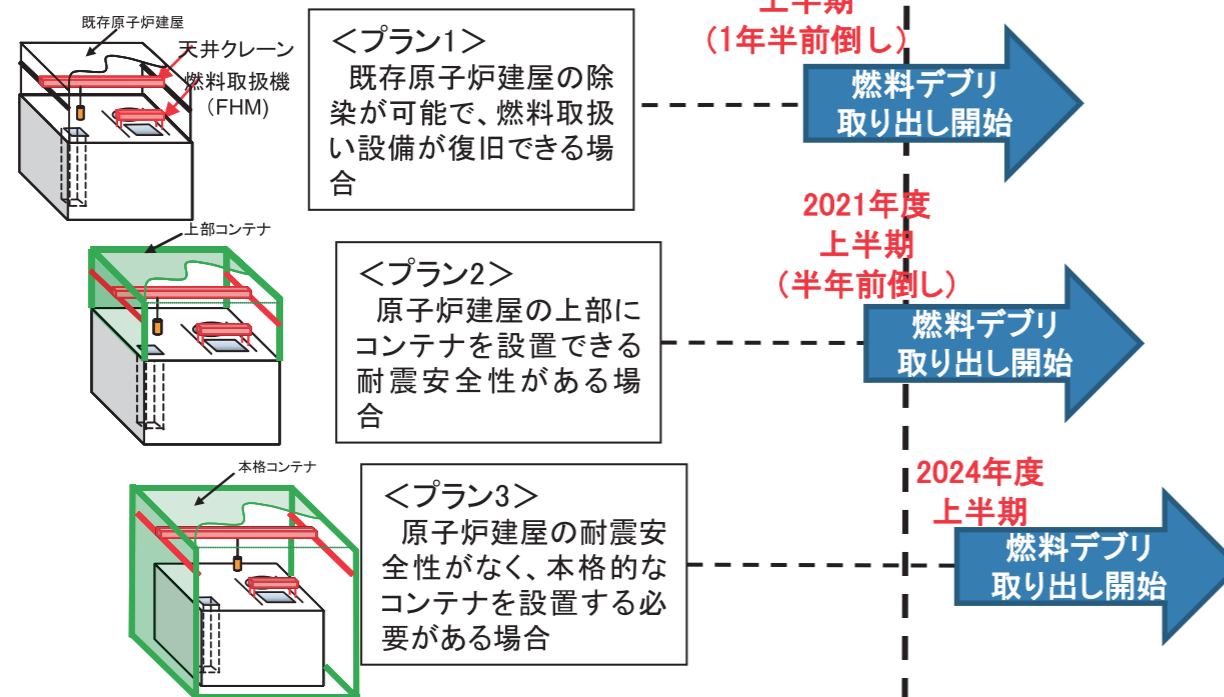 既存原子炉建屋
天井クレーン
燃料取扱機
(FHM)
<プラン1>
既存原子炉建屋の除
染が可能で、燃料取扱
い設備が復旧できる場
合
上半期
(1年半前倒し)
燃料デブリ
取り出し開始
上部コンテナ
<プラン2>
原子炉建屋の上部に
コンテナを設置できる
耐震安全性がある場
合
2021年度
上半期
(半年前倒し)
燃料デブリ
取り出し開始
本格コンテナ
<プラン3>
原子炉建屋の耐震安
全性がなく、本格的な
コンテナを設置する必
要がある場合
2024年度
上半期
燃料デブリ
取り出し開始